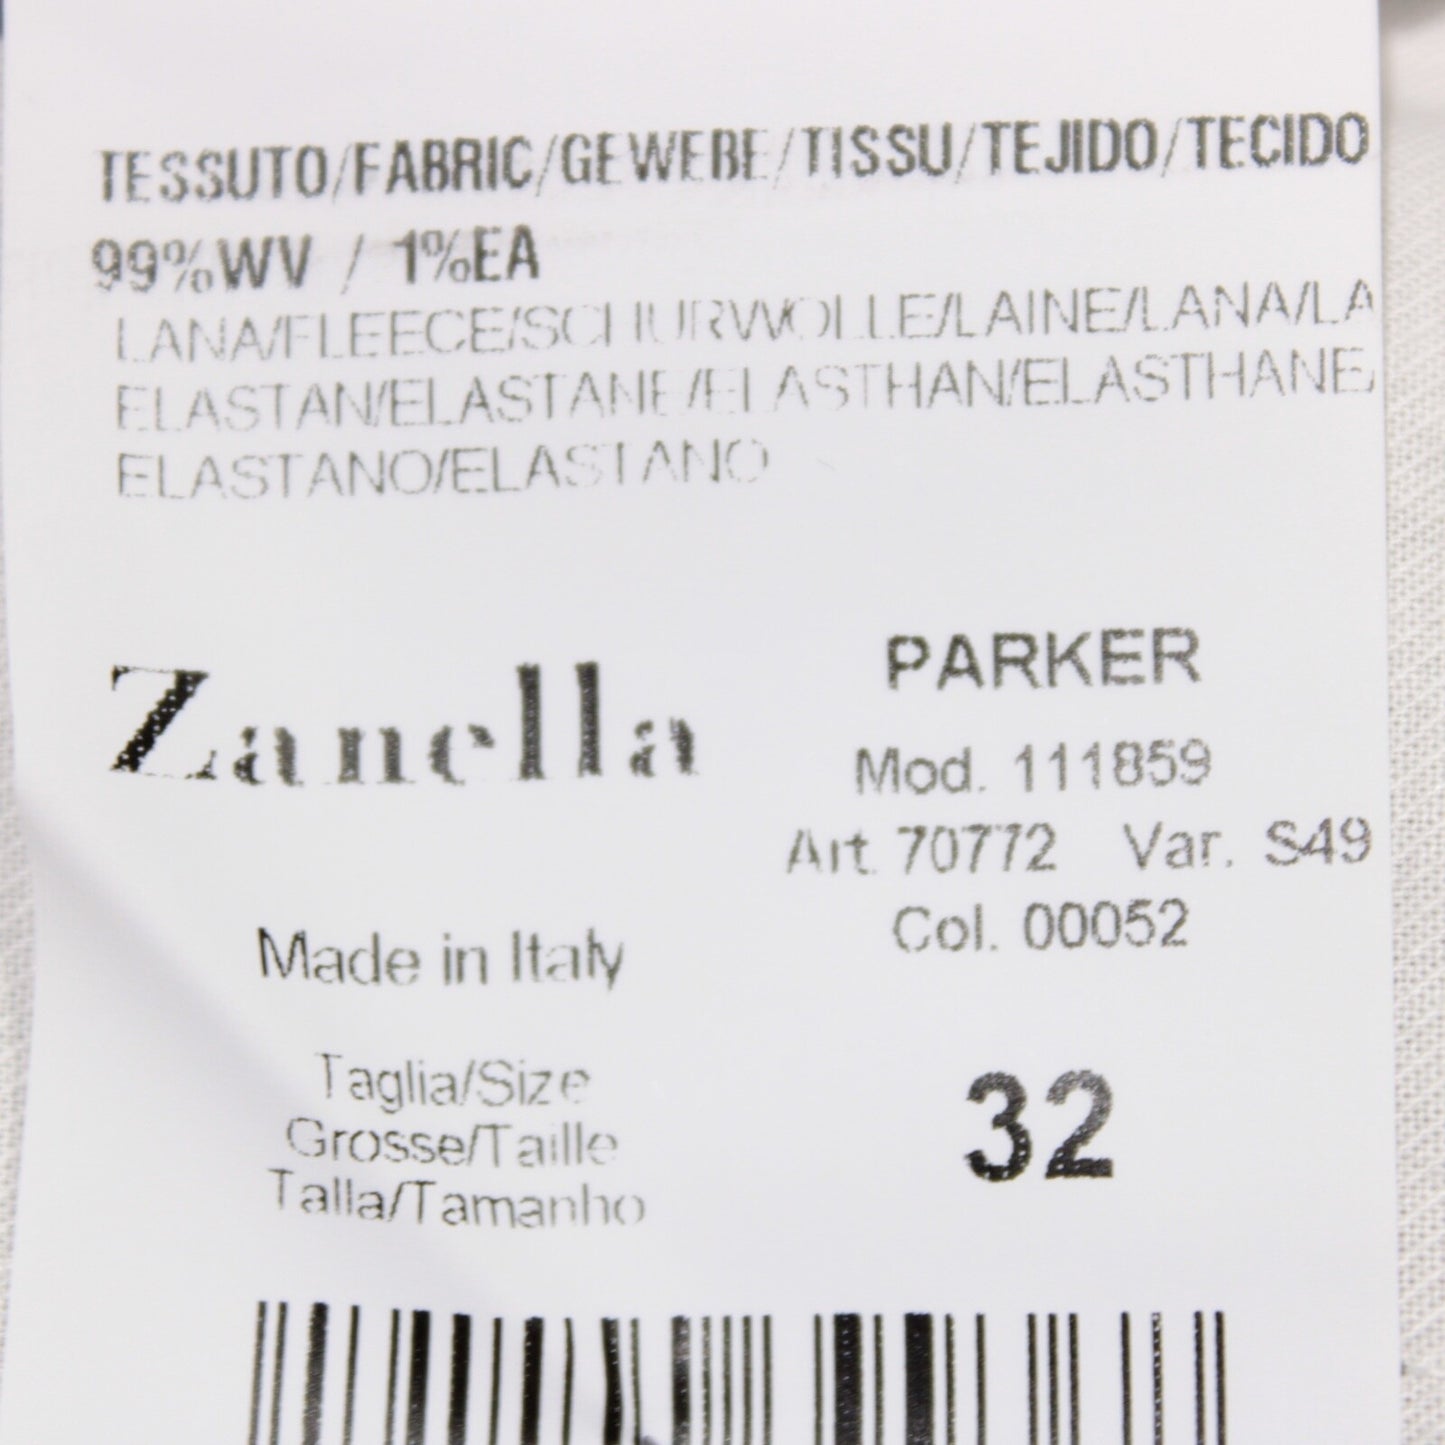 TESSUTO/FABRIC/GEWEBE/TISSU/TEJIDO/TECIDO
99%WV / 1%EA
LANA/FLEECE/SCHURWOLLE/LAINE/LANA/LA
ELASTAN/ELASTANE/ELASTHAN/ELASTHANE/
ELASTANO/ELASTANO
Zanella
PARKER
Mod. 111859
Art. 70772 Var. S49
Col. 00052
Made in Italy
Taglia/Size
Grosse/Taille
Talla/Tamanho
32